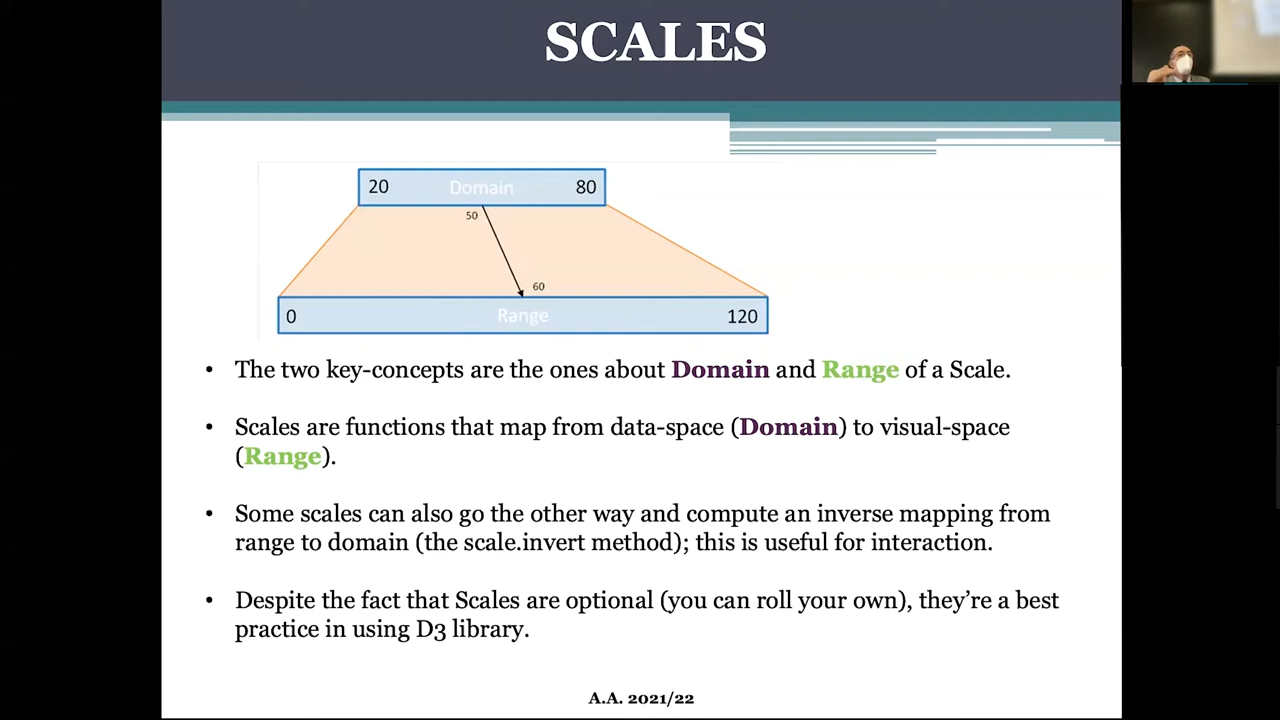 SCALES
20 Domain 80
50
60
0 Range 120
• The two key-concepts are the ones about Domain and Range of a Scale.
• Scales are functions that map from data-space (Domain) to visual-space
(Range).
• Some scales can also go the other way and compute an inverse mapping from
range to domain (the scale.invert method); this is useful for interaction.
• Despite the fact that Scales are optional (you can roll your own), they’re a best
practice in using D3 library.
A.A. 2021/22